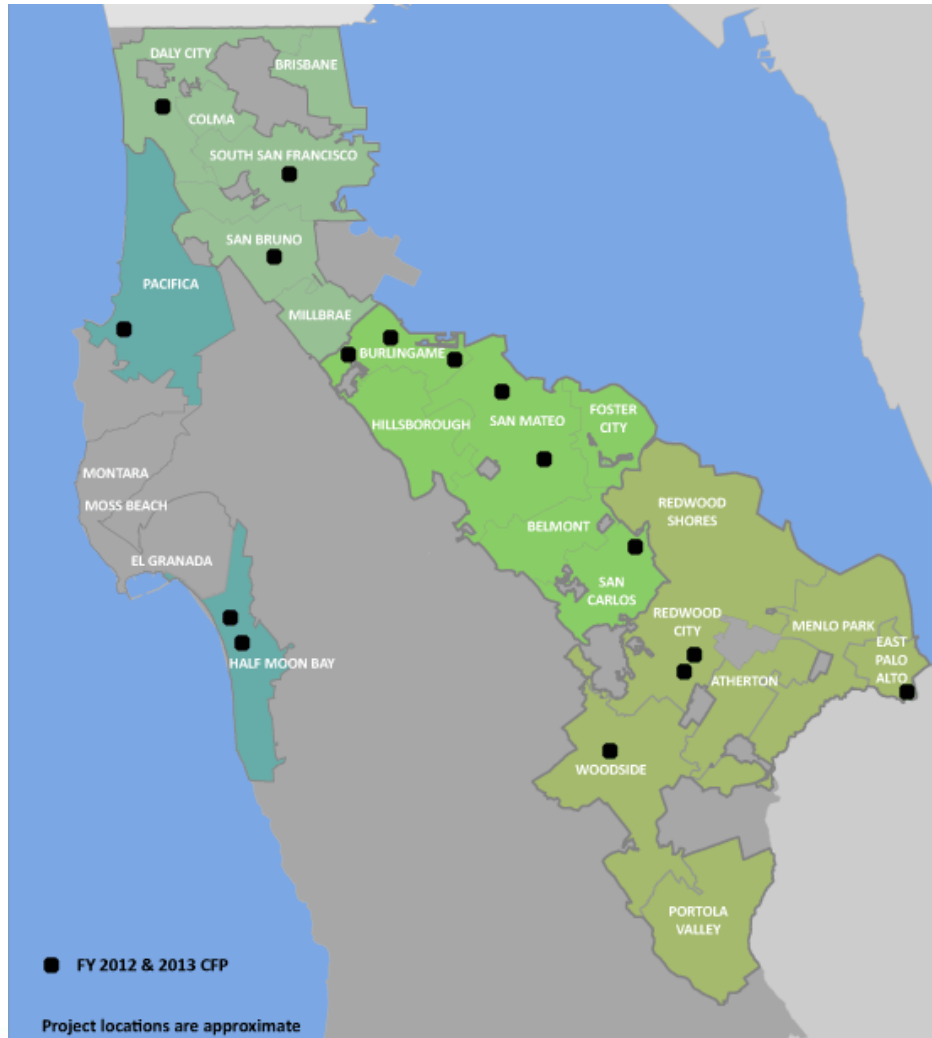 DALY CITY
BRISBANE
COLMA
SOUTH SAN FRANCISCO
SAN BRUNO
PACIFICA
MILLBRAE
BURLINGAME
HILLSBOROUGH
SAN MATEO
FOSTER
CITY
MONTARA
MOSS BEACH
REDWOOD
SHORES
BELMONT
EL GRANADA
SAN
CARLOS
REDWOOD
CITY
MENLO PARK
EAST
PALO
ALTO
HALF MOON BAY
ATHERTON
WOODSIDE
PORTOLA
VALLEY
FY 2012 & 2013 CFP
Project locations are approximate